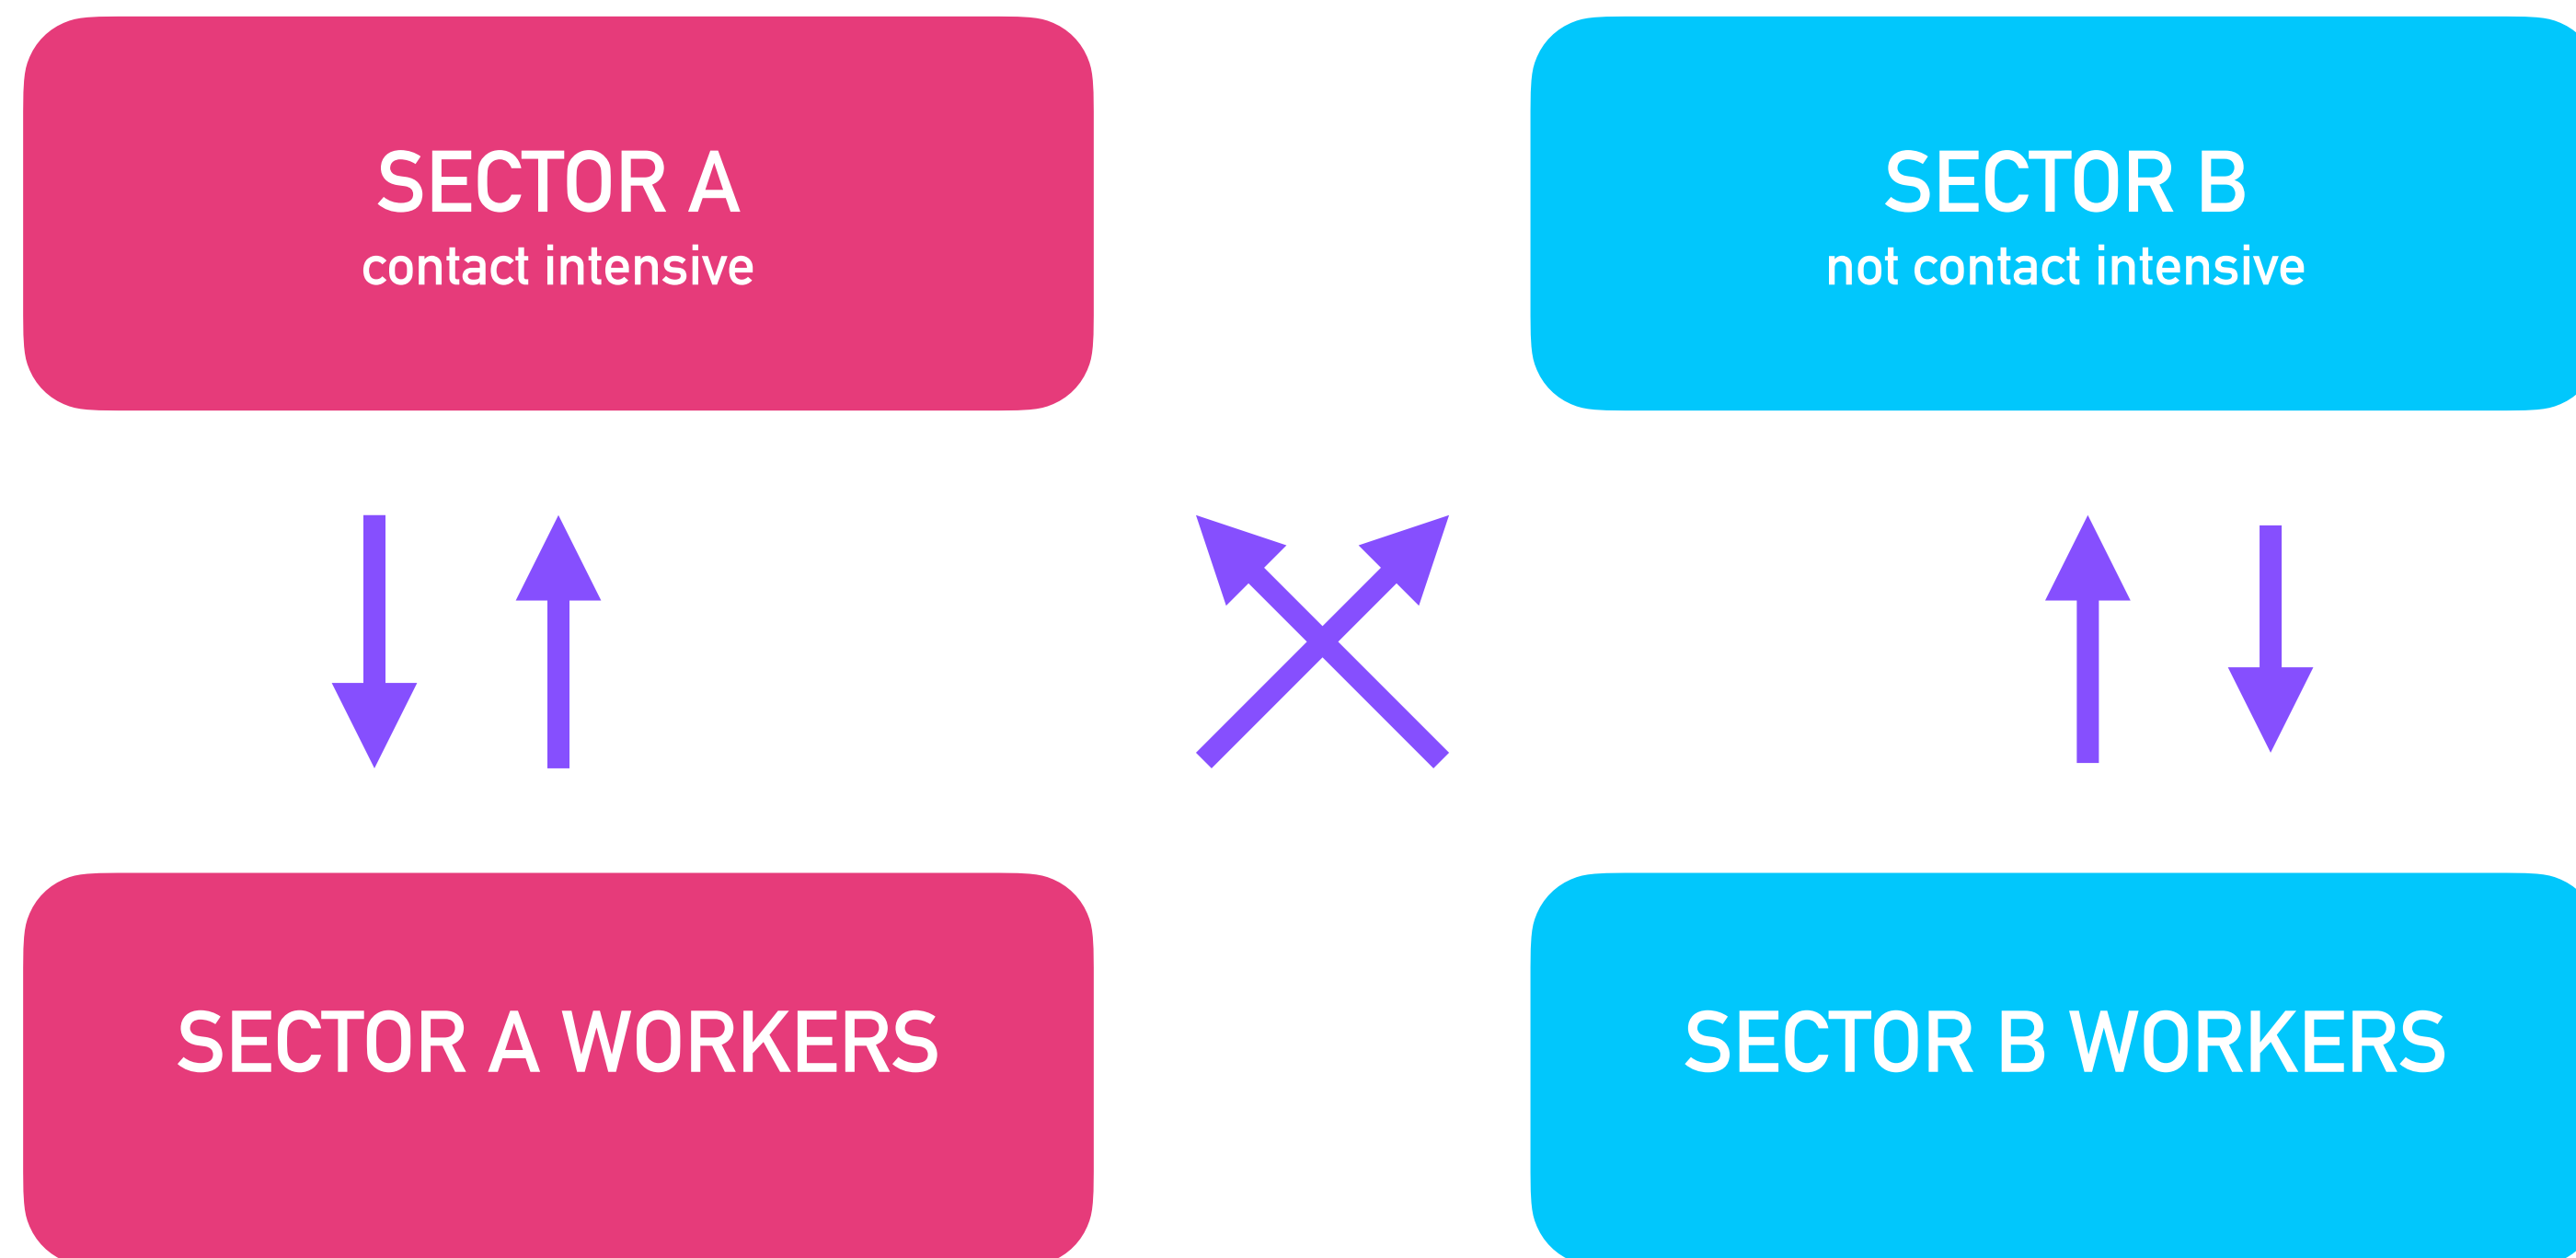 SECTOR A
contact intensive
SECTOR B
not contact intensive
SECTOR A WORKERS
SECTOR B WORKERS